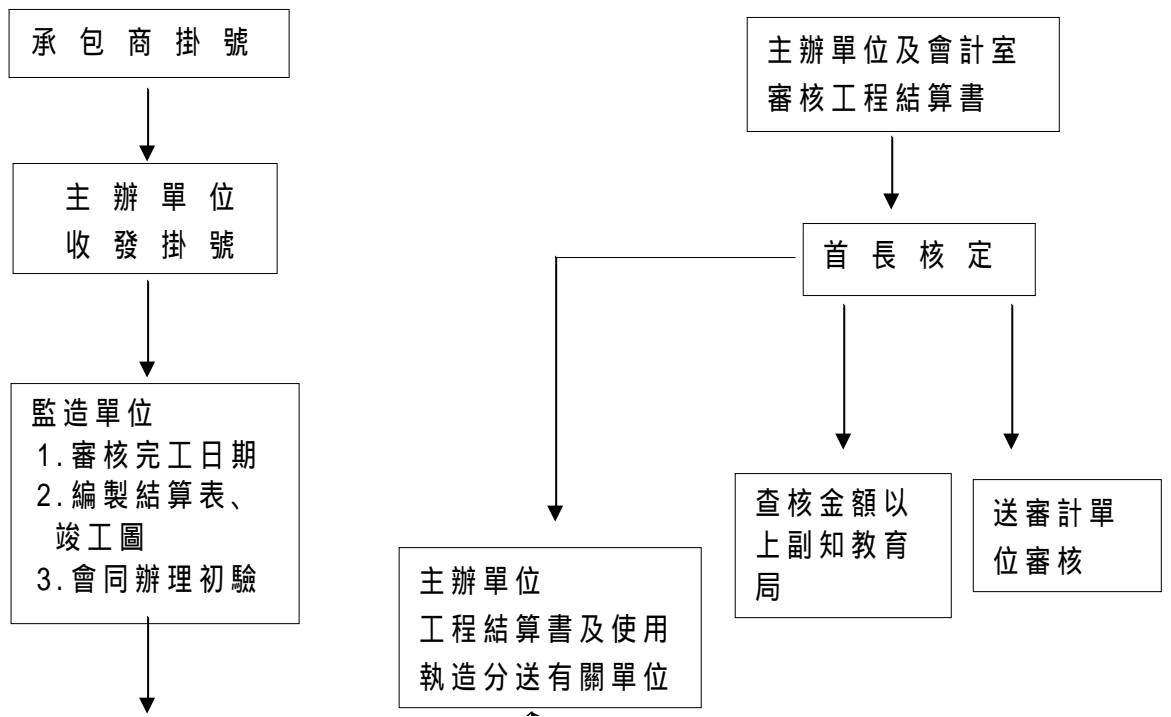 承包商掛號
主辦單位
收發掛號
監造單位
1.審核完工日期
2.編製結算表、
竣工圖
3.會同辦理初驗
主辦單位及會計室
審核工程結算書
首長核定
主辦單位
工程結算書及使用
執造分送有關單位
查核金額以
上副知教育
局
送審計單
位審核